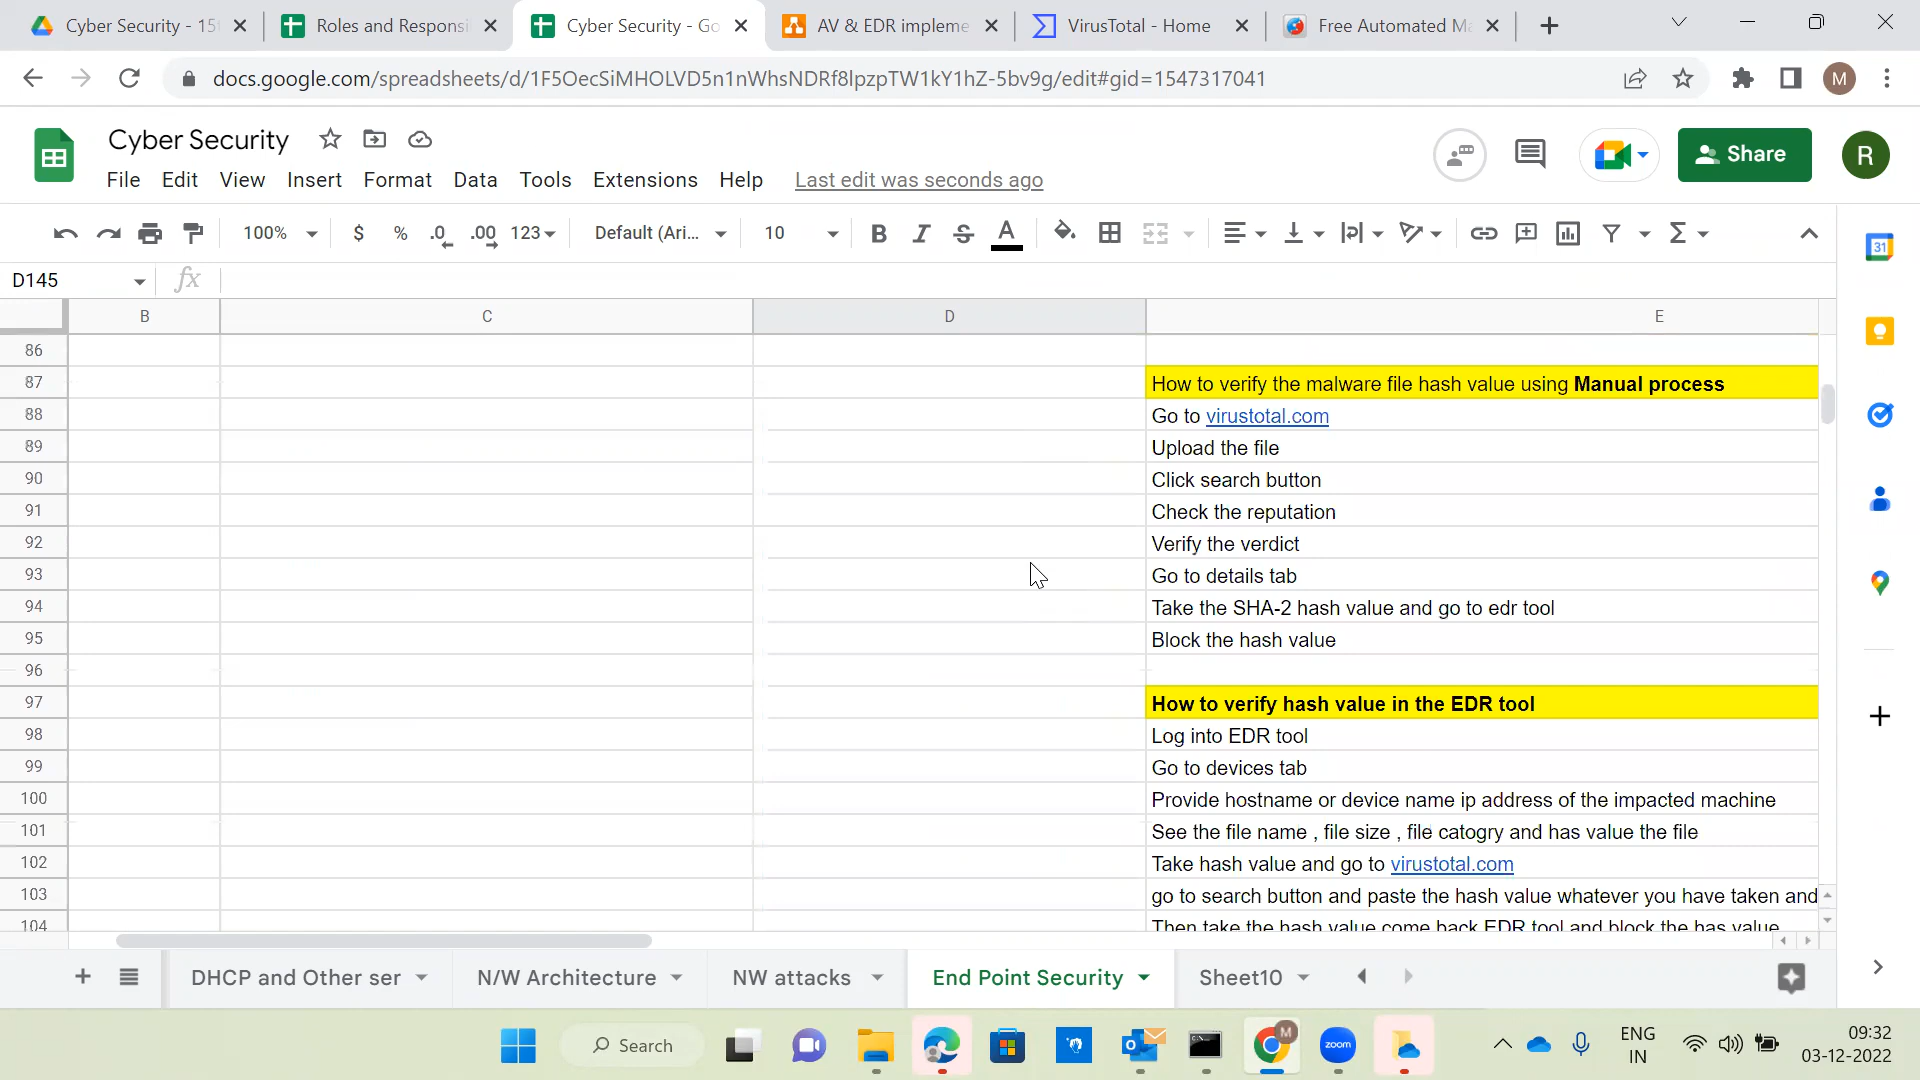 Cyber Security - 15t
Roles and Responsi
Cyber Security - Go
AV & EDR impleme
VirusTotal - Home
Free Automated Ma
docs.google.com/spreadsheets/d/1F5OecSiMHOLVD5n1nWhsNDRf8lpzpTW1kY1hZ-5bv9g/edit#gid=1547317041
M
Cyber Security
Share
R
File Edit View Insert Format Data Tools Extensions Help Last edit was seconds ago
100% $ % .0 .00 123 Default (Ari... 10 B I S A
31
D145 fx
B C D E
86
87 How to verify the malware file hash value using Manual process
88 Go to virustotal.com
89 Upload the file
90 Click search button
91 Check the reputation
92 Verify the verdict
93 Go to details tab
94 Take the SHA-2 hash value and go to edr tool
95 Block the hash value
96
97 How to verify hash value in the EDR tool
98 Log into EDR tool
99 Go to devices tab
100 Provide hostname or device name ip address of the impacted machine
101 See the file name , file size , file catogry and has value the file
102 Take hash value and go to virustotal.com
103 go to search button and paste the hash value whatever you have taken and
104 Then take the hash value come back EDR tool and block the has value
DHCP and Other ser N/W Architecture NW attacks End Point Security Sheet10
Search
zoom
M
ENG
IN
09:32
03-12-2022